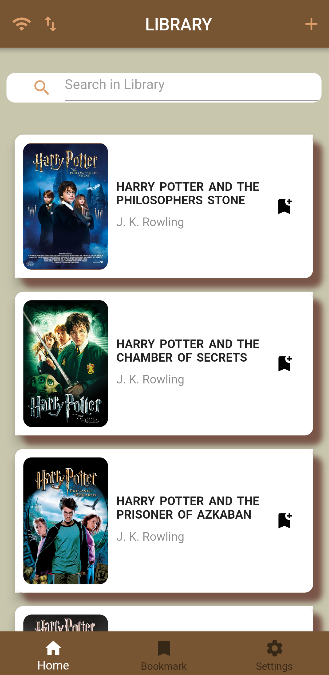 LIBRARY
Search in Library
Harry Potter
HARRY POTTER AND THE
PHILOSOPHERS STONE
J. K. Rowling
Harry Potter
HARRY POTTER AND THE
CHAMBER OF SECRETS
J. K. Rowling
Harry Potter
HARRY POTTER AND THE
PRISONER OF AZKABAN
J. K. Rowling
Home
Bookmark
Settings